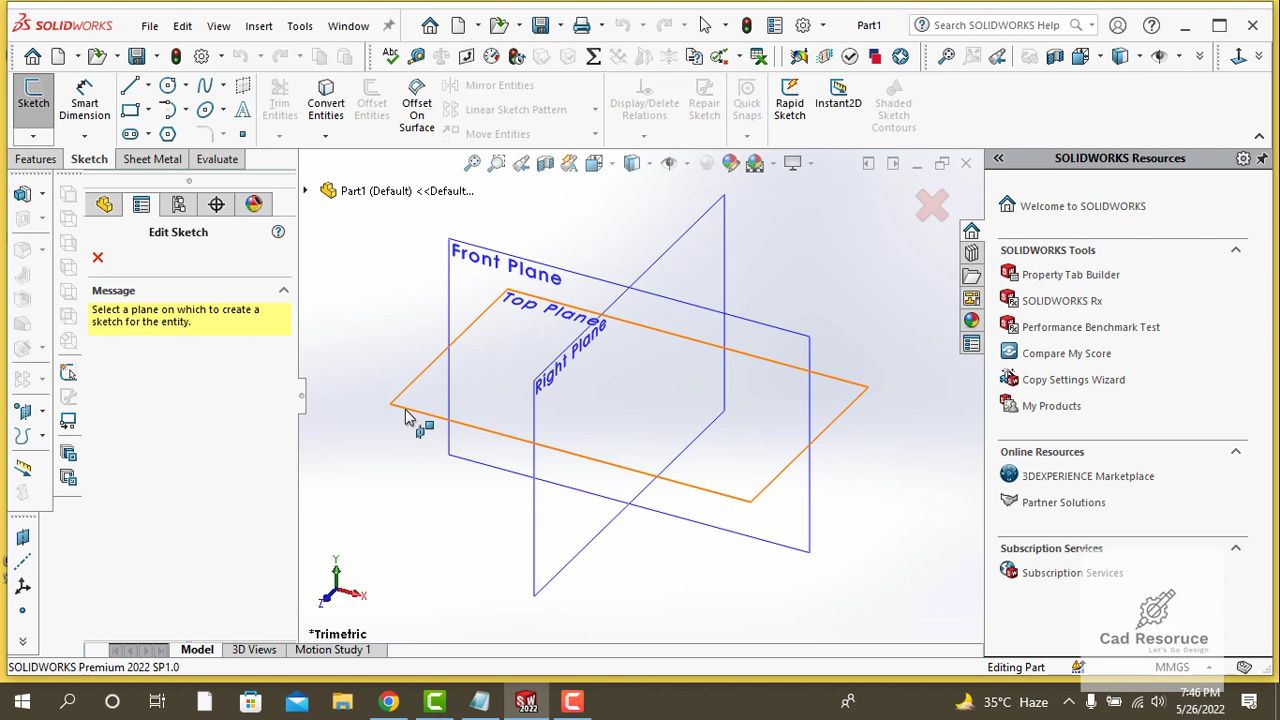 SOLIDWORKS File Edit View Insert Tools Window Part1 Search SOLIDWORKS Help
Sketch Smart Dimension Trim Entities Convert Entities Offset Entities Offset On Surface Mirror Entities Linear Sketch Pattern Move Entities Display/Delete Relations Repair Sketch Quick Snaps Rapid Sketch Instant2D Shaded Sketch Contours
Features Sketch Sheet Metal Evaluate
Edit Sketch
Message
Select a plane on which to create a
sketch for the entity.
Part1 (Default) <<Default...
Front Plane
Top Plane
Right Plane
Y
X
Z
*Trimetric
SOLIDWORKS Resources
Welcome to SOLIDWORKS
SOLIDWORKS Tools
Property Tab Builder
SOLIDWORKS Rx
Performance Benchmark Test
Compare My Score
Copy Settings Wizard
My Products
Online Resources
3DEXPERIENCE Marketplace
Partner Solutions
Subscription Services
Subscription Services
Cad Resoruce
Let's Go Design
Model 3D Views Motion Study 1
SOLIDWORKS Premium 2022 SP1.0 Editing Part MMGS
SW 2022
35°C Haze
7:46 PM
5/26/2022